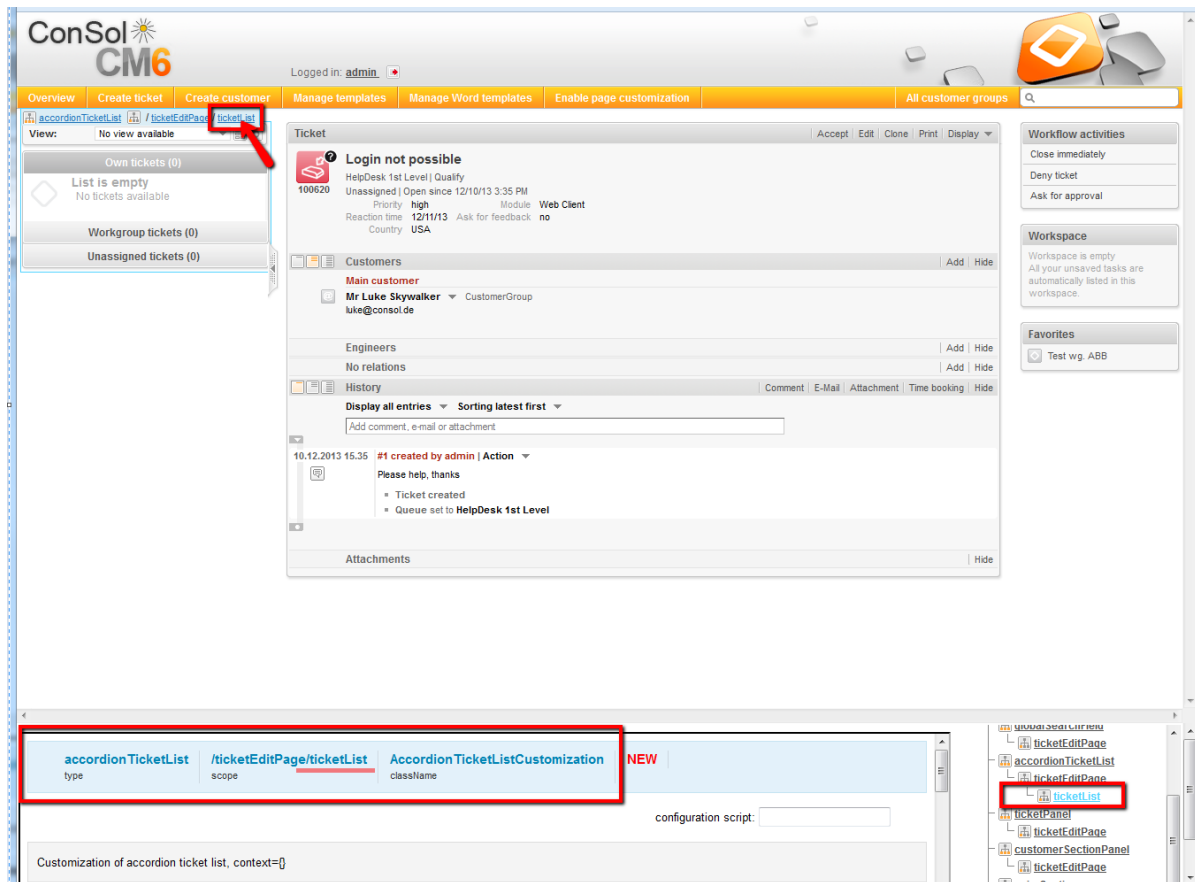 ConSol
CM6
Logged in: admin
Overview Create ticket Create customer Manage templates Manage Word templates Enable page customization All customer groups
accordionTicketList / ticketEditPage / ticketList
View: No view available
Own tickets (0)
List is empty
No tickets available
Workgroup tickets (0)
Unassigned tickets (0)
Ticket Accept Edit Clone Print Display
100620
Login not possible
HelpDesk 1st Level | Qualify
Unassigned | Open since 12/10/13 3:35 PM
Priority high Module Web Client
Reaction time 12/11/13 Ask for feedback no
Country USA
Customers Add Hide
Main customer
Mr Luke Skywalker CustomerGroup
luke@consol.de
Engineers Add Hide
No relations Add Hide
History Comment E-Mail Attachment Time booking Hide
Display all entries Sorting latest first
Add comment, e-mail or attachment
10.12.2013 15.35 #1 created by admin | Action
Please help, thanks
Ticket created
Queue set to HelpDesk 1st Level
Attachments Hide
Workflow activities
Close immediately
Deny ticket
Ask for approval
Workspace
Workspace is empty
All your unsaved tasks are
automatically listed in this
workspace.
Favorites
Test wg. ABB
accordionTicketList /ticketEditPage/ticketList AccordionTicketListCustomization NEW
type scope className
configuration script:
Customization of accordion ticket list, context={}
globalSearchField
ticketEditPage
accordionTicketList
ticketEditPage
ticketList
ticketPanel
ticketEditPage
customerSectionPanel
ticketEditPage